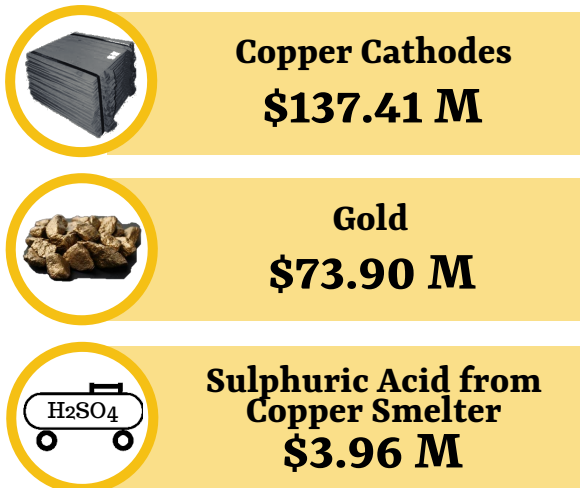 Copper Cathodes
$137.41 M
Gold
$73.90 M
H2SO4
Sulphuric Acid from
Copper Smelter
$3.96 M